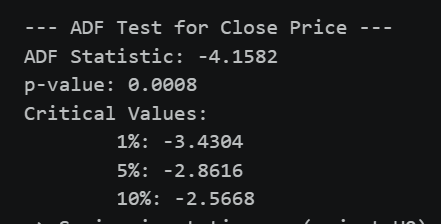 --- ADF Test for Close Price ---
ADF Statistic: -4.1582
p-value: 0.0008
Critical Values:
1%: -3.4304
5%: -2.8616
10%: -2.5668